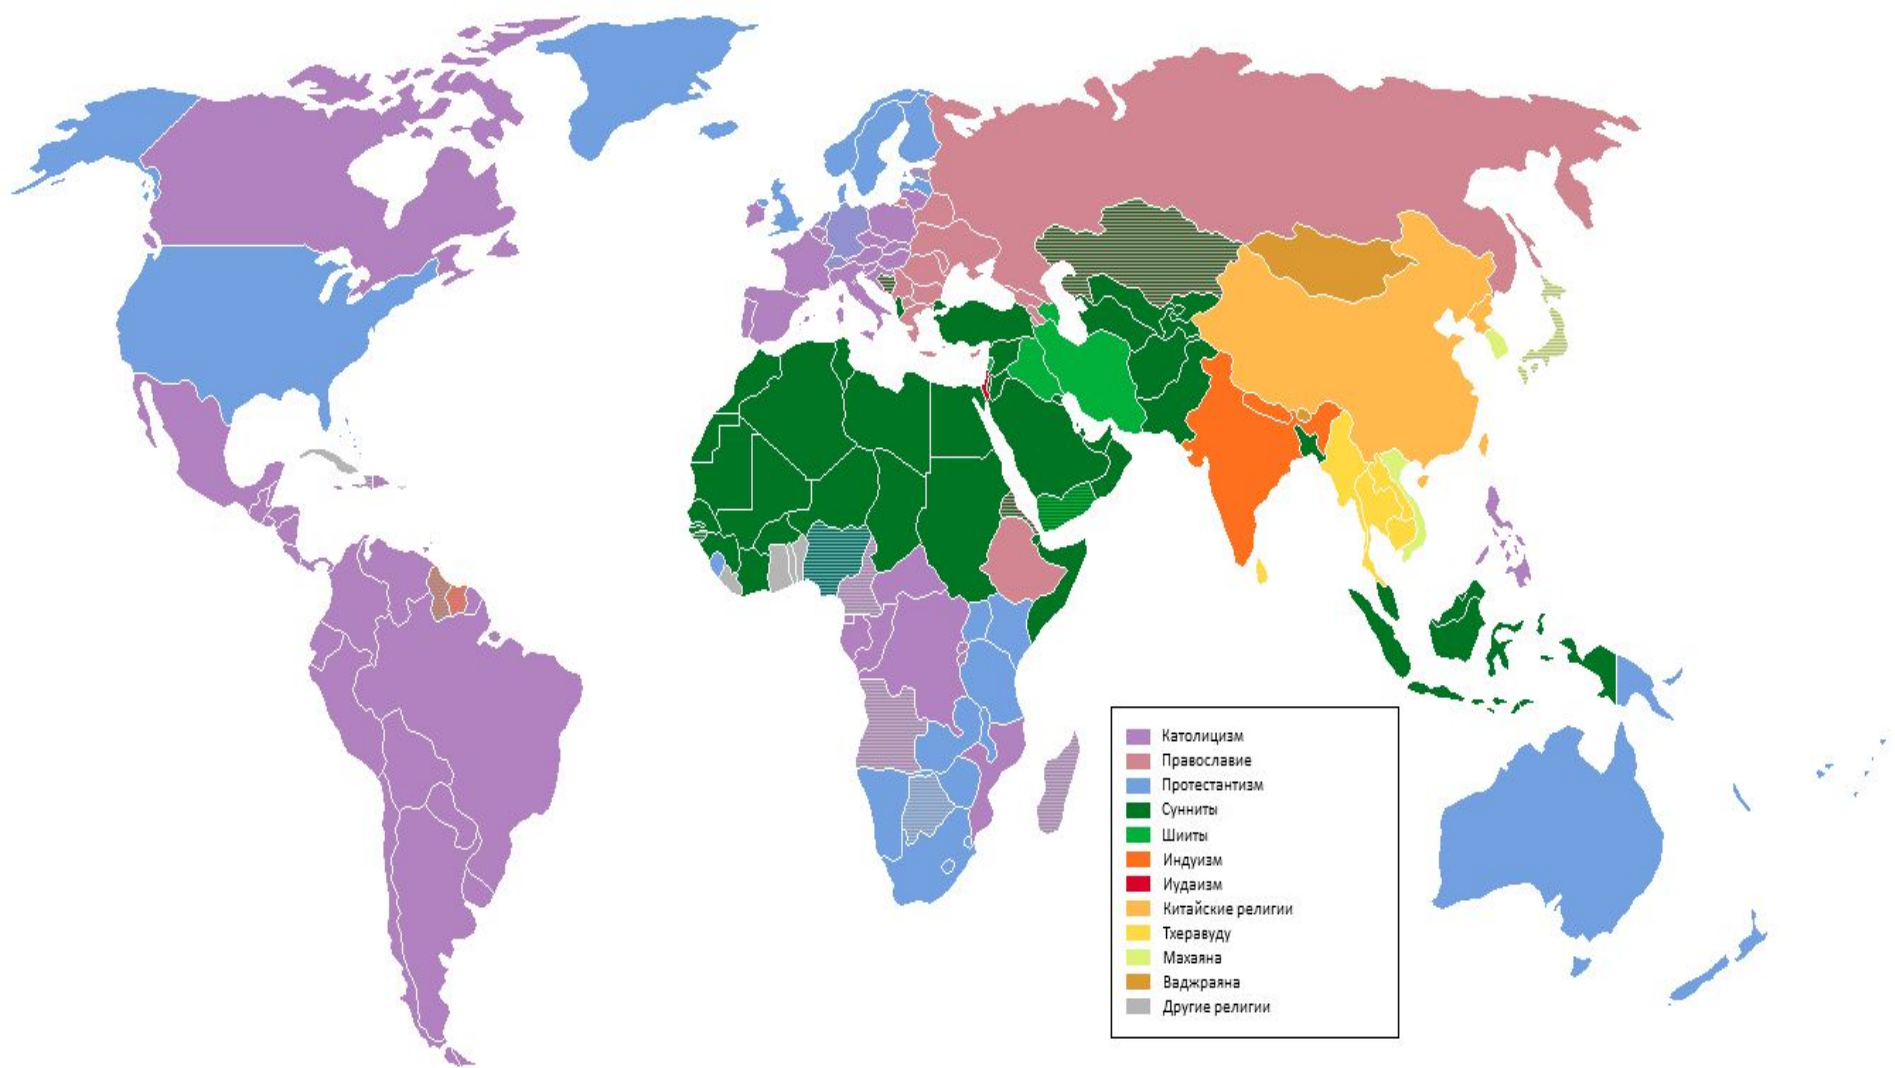 Католицизм
Православие
Протестантизм
Сунниты
Шииты
Индуизм
Иудаизм
Китайские религии
Тхеравуду
Махаяна
Ваджраяна
Другие религии